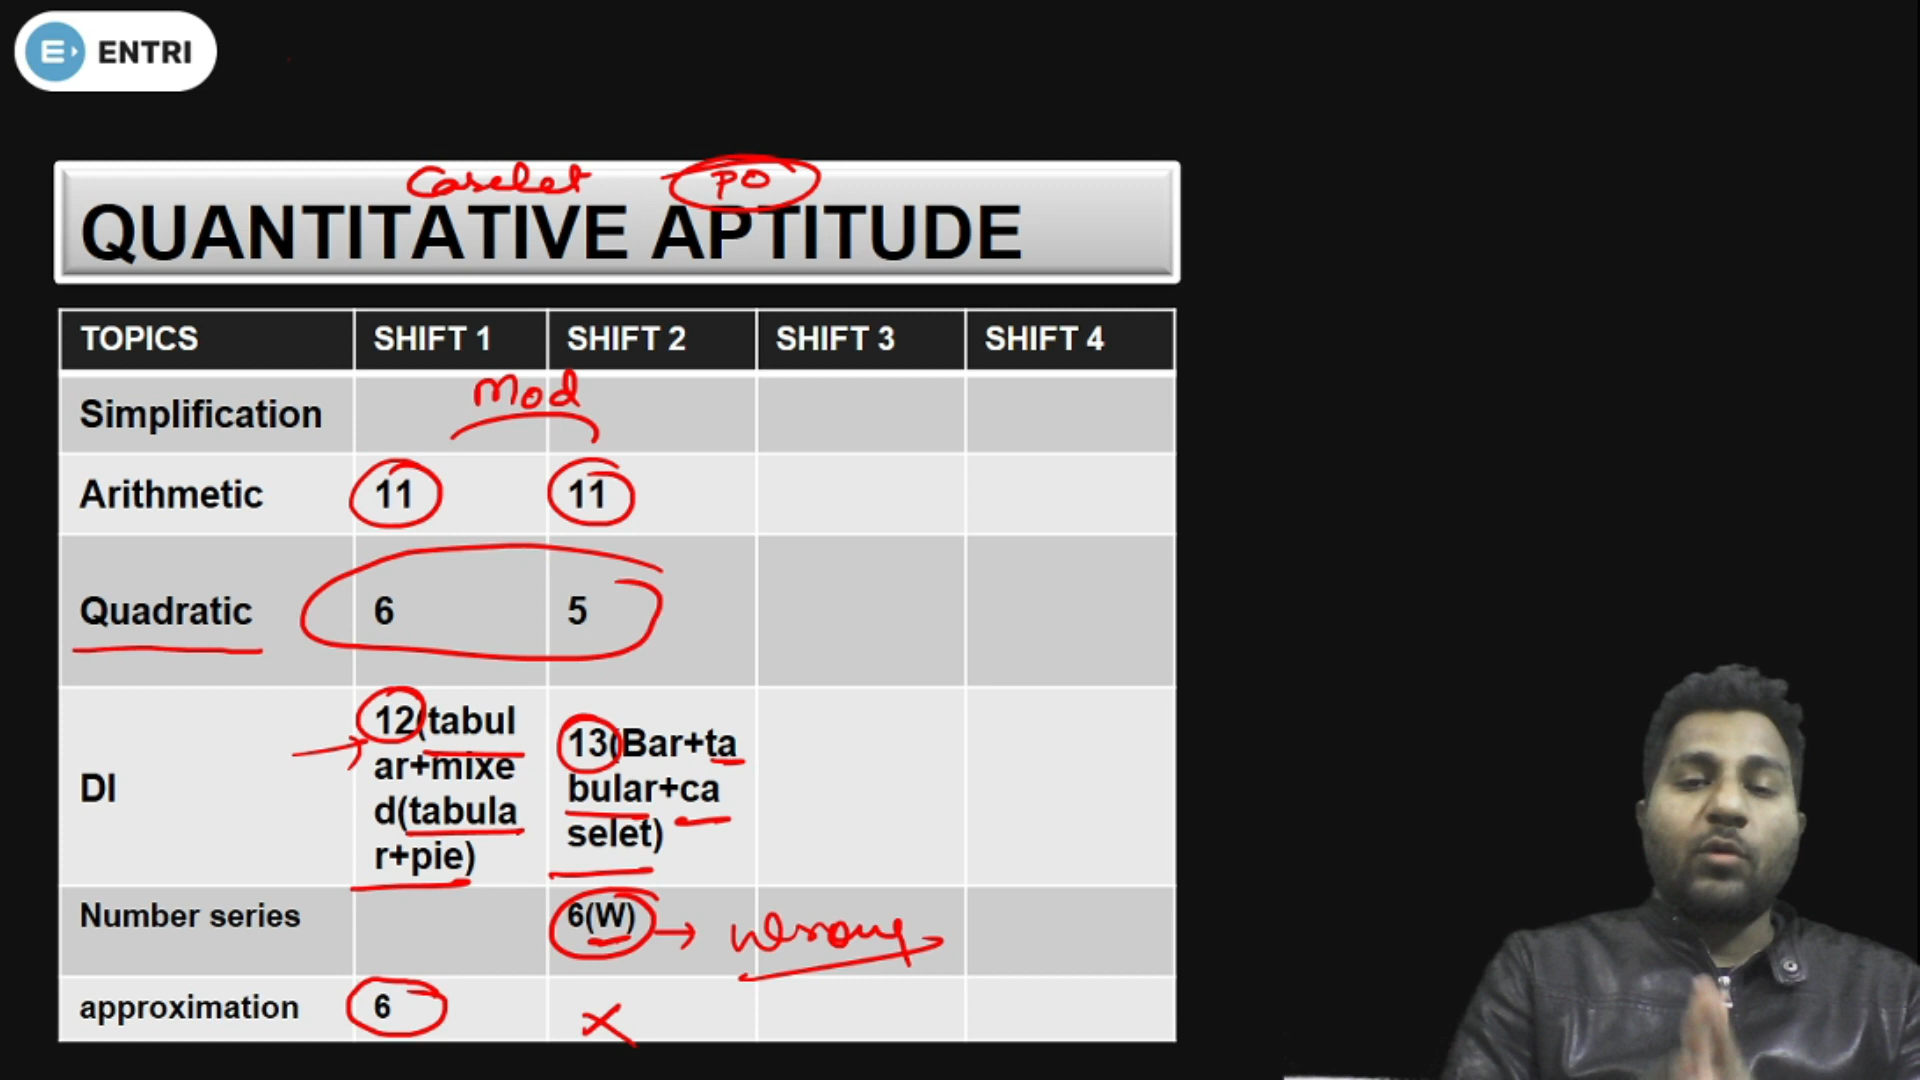 ENTRI
Caselet PO
QUANTITATIVE APTITUDE
TOPICS SHIFT 1 SHIFT 2 SHIFT 3 SHIFT 4
Mod
Simplification
Arithmetic 11 11
Quadratic 6 5
DI
12(tabul
ar+mixe
d(tabula
r+pie)
13(Bar+ta
bular+ca
selet)
Number series 6(W) → Wrong
approximation 6 X